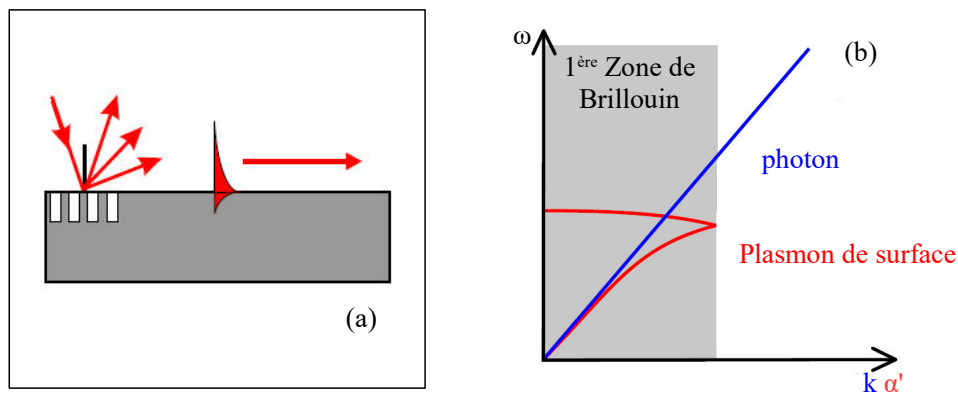 (a)
ω
(b)
1ère Zone de
Brillouin
photon
Plasmon de surface
k α'